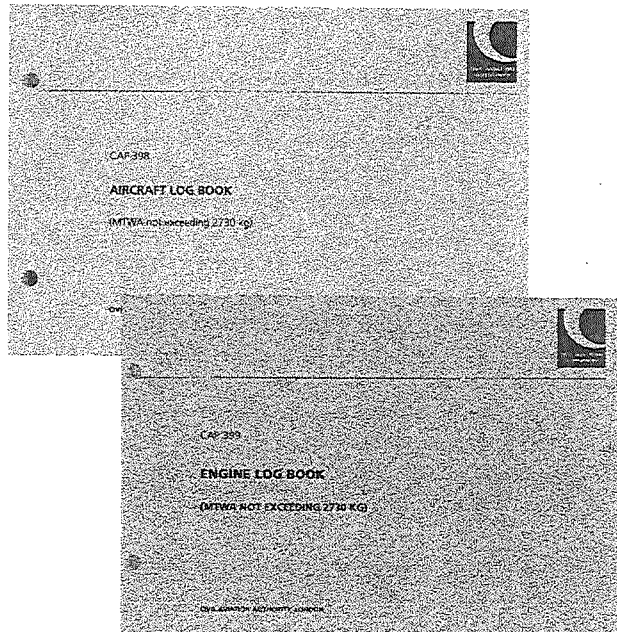 CAP 398
AIRCRAFT LOG BOOK
(MTWA not exceeding 2730 kg)
CAP 399
ENGINE LOG BOOK
(MTWA NOT EXCEEDING 2730 KG)
CIVIL AVIATION AUTHORITY LONDON